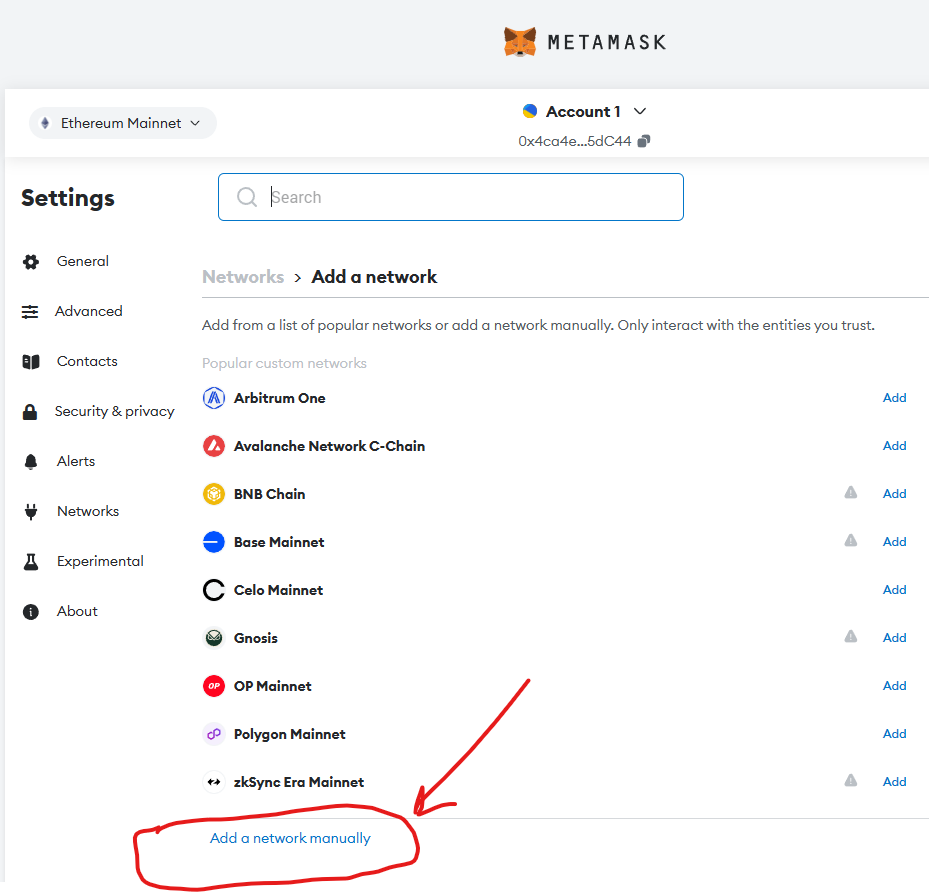 METAMASK
Ethereum Mainnet
Account 1
0x4ca4e...5dC44
Settings
Search
General
Advanced
Contacts
Security & privacy
Alerts
Networks
Experimental
About
Networks > Add a network
Add from a list of popular networks or add a network manually. Only interact with the entities you trust.
Popular custom networks
Arbitrum One Add
Avalanche Network C-Chain Add
BNB Chain Add
Base Mainnet Add
Celo Mainnet Add
Gnosis Add
OP OP Mainnet Add
Polygon Mainnet Add
zkSync Era Mainnet Add
Add a network manually